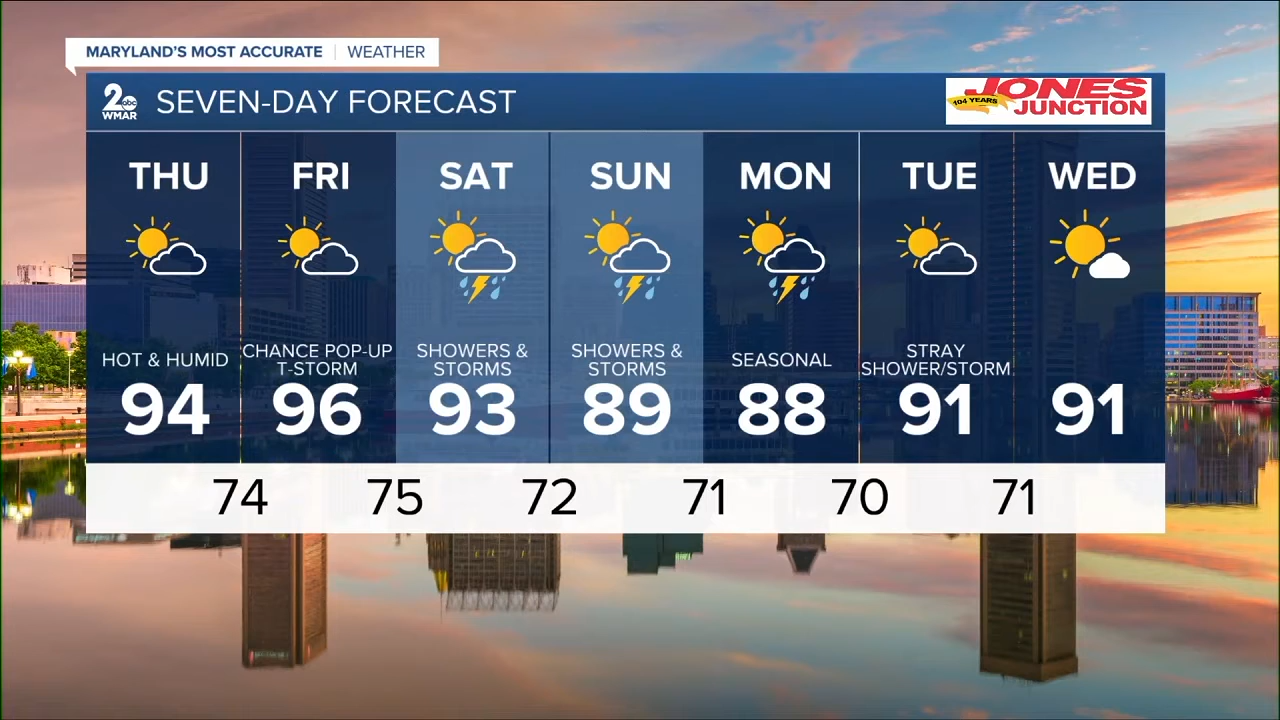 MARYLAND'S MOST ACCURATE | WEATHER
2 abc
WMAR
SEVEN-DAY FORECAST
JONES
104 YEARS
JUNCTION
THU FRI SAT SUN MON TUE WED
HOT & HUMID
CHANCE POP-UP
T-STORM
SHOWERS &
STORMS
SHOWERS &
STORMS
SEASONAL
STRAY
SHOWER/STORM
94 96 93 89 88 91 91
74 75 72 71 70 71